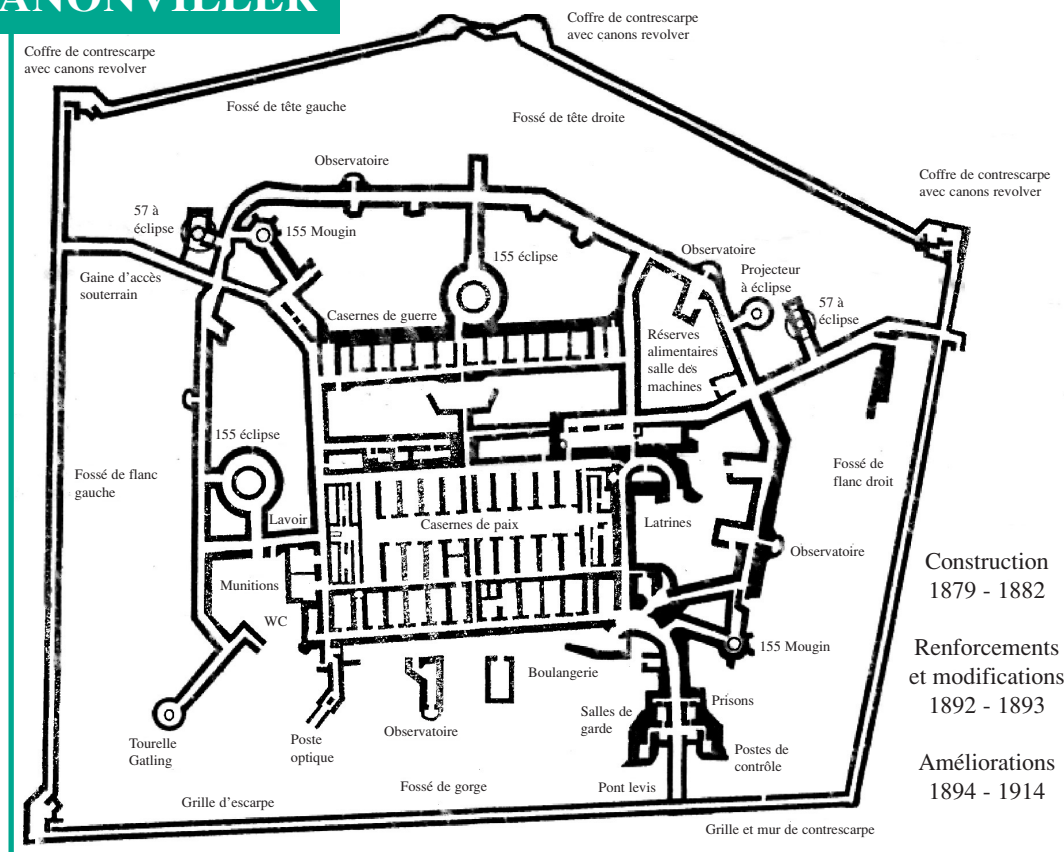 ANONVILLER
Coffre de contrescarpe
avec canons revolver
Coffre de contrescarpe
avec canons revolver
Fossé de tête gauche
Fossé de tête droite
Observatoire
Coffre de contrescarpe
avec canons revolver
57 à
éclipse
155 Mougin
155 éclipse
Observatoire
Projecteur
à éclipse
Gaine d'accès
souterrain
57 à
éclipse
Casernes de guerre
Réserves
alimentaires
salle des
machines
155 éclipse
Fossé de flanc
gauche
Fossé de
flanc droit
Lavoir
Casernes de paix
Latrines
Observatoire
Munitions
WC
155 Mougin
Boulangerie
Prisons
Salles de
garde
Observatoire
Tourelle
Gatling
Poste
optique
Postes de
contrôle
Fossé de gorge
Pont levis
Grille d'escarpe
Grille et mur de contrescarpe
Construction
1879 - 1882
Renforcements
et modifications
1892 - 1893
Améliorations
1894 - 1914